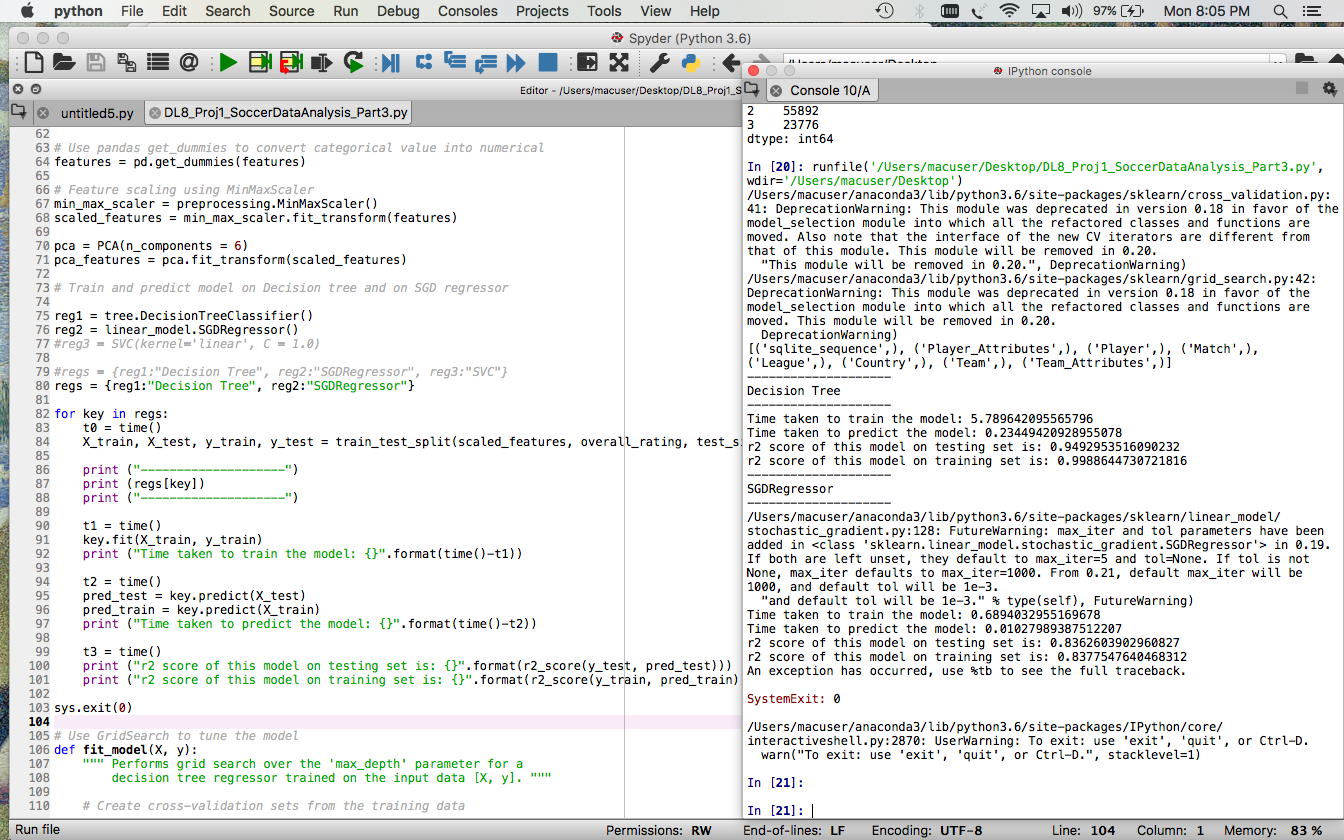 python File Edit Search Source Run Debug Consoles Projects Tools View Help 97% Mon 8:05 PM
Spyder (Python 3.6)
Editor - /Users/macuser/Desktop/DL8_Proj1_S
untitled5.py DL8_Proj1_SoccerDataAnalysis_Part3.py
62
63 # Use pandas get_dummies to convert categorical value into numerical
64 features = pd.get_dummies(features)
65
66 # Feature scaling using MinMaxScaler
67 min_max_scaler = preprocessing.MinMaxScaler()
68 scaled_features = min_max_scaler.fit_transform(features)
69
70 pca = PCA(n_components = 6)
71 pca_features = pca.fit_transform(scaled_features)
72
73 # Train and predict model on Decision tree and on SGD regressor
74
75 reg1 = tree.DecisionTreeClassifier()
76 reg2 = linear_model.SGDRegressor()
77 #reg3 = SVC(kernel='linear', C = 1.0)
78
79 #regs = {reg1:"Decision Tree", reg2:"SGDRegressor", reg3:"SVC"}
80 regs = {reg1:"Decision Tree", reg2:"SGDRegressor"}
81
82 for key in regs:
83 t0 = time()
84 X_train, X_test, y_train, y_test = train_test_split(scaled_features, overall_rating, test_s
85
86 print ("--------------------")
87 print (regs[key])
88 print ("--------------------")
89
90 t1 = time()
91 key.fit(X_train, y_train)
92 print ("Time taken to train the model: {}".format(time()-t1))
93
94 t2 = time()
95 pred_test = key.predict(X_test)
96 pred_train = key.predict(X_train)
97 print ("Time taken to predict the model: {}".format(time()-t2))
98
99 t3 = time()
100 print ("r2 score of this model on testing set is: {}".format(r2_score(y_test, pred_test)))
101 print ("r2 score of this model on training set is: {}".format(r2_score(y_train, pred_train)
102
103 sys.exit(0)
104
105 # Use GridSearch to tune the model
106 def fit_model(X, y):
107 """ Performs grid search over the 'max_depth' parameter for a
108 decision tree regressor trained on the input data [X, y]. """
109
110 # Create cross-validation sets from the training data
IPython console
Console 10/A
2 55892
3 23776
dtype: int64
In [20]: runfile('/Users/macuser/Desktop/DL8_Proj1_SoccerDataAnalysis_Part3.py',
wdir='/Users/macuser/Desktop')
/Users/macuser/anaconda3/lib/python3.6/site-packages/sklearn/cross_validation.py:
41: DeprecationWarning: This module was deprecated in version 0.18 in favor of the
model_selection module into which all the refactored classes and functions are
moved. Also note that the interface of the new CV iterators are different from
that of this module. This module will be removed in 0.20.
"This module will be removed in 0.20.", DeprecationWarning)
/Users/macuser/anaconda3/lib/python3.6/site-packages/sklearn/grid_search.py:42:
DeprecationWarning: This module was deprecated in version 0.18 in favor of the
model_selection module into which all the refactored classes and functions are
moved. This module will be removed in 0.20.
DeprecationWarning)
[('sqlite_sequence',), ('Player_Attributes',), ('Player',), ('Match',),
('League',), ('Country',), ('Team',), ('Team_Attributes',)]
--------------------
Decision Tree
--------------------
Time taken to train the model: 5.789642095565796
Time taken to predict the model: 0.23449420928955078
r2 score of this model on testing set is: 0.9492953516090232
r2 score of this model on training set is: 0.9988644730721816
--------------------
SGDRegressor
--------------------
/Users/macuser/anaconda3/lib/python3.6/site-packages/sklearn/linear_model/
stochastic_gradient.py:128: FutureWarning: max_iter and tol parameters have been
added in <class 'sklearn.linear_model.stochastic_gradient.SGDRegressor'> in 0.19.
If both are left unset, they default to max_iter=5 and tol=None. If tol is not
None, max_iter defaults to max_iter=1000. From 0.21, default max_iter will be
1000, and default tol will be 1e-3.
"and default tol will be 1e-3." % type(self), FutureWarning)
Time taken to train the model: 0.6894032955169678
Time taken to predict the model: 0.01027989387512207
r2 score of this model on testing set is: 0.8362603902960827
r2 score of this model on training set is: 0.8377547640468312
An exception has occurred, use %tb to see the full traceback.
SystemExit: 0
/Users/macuser/anaconda3/lib/python3.6/site-packages/IPython/core/
interactiveshell.py:2870: UserWarning: To exit: use 'exit', 'quit', or Ctrl-D.
warn("To exit: use 'exit', 'quit', or Ctrl-D.", stacklevel=1)
In [21]:
In [21]:
Run file Permissions: RW End-of-lines: LF Encoding: UTF-8 Line: 104 Column: 1 Memory: 83 %